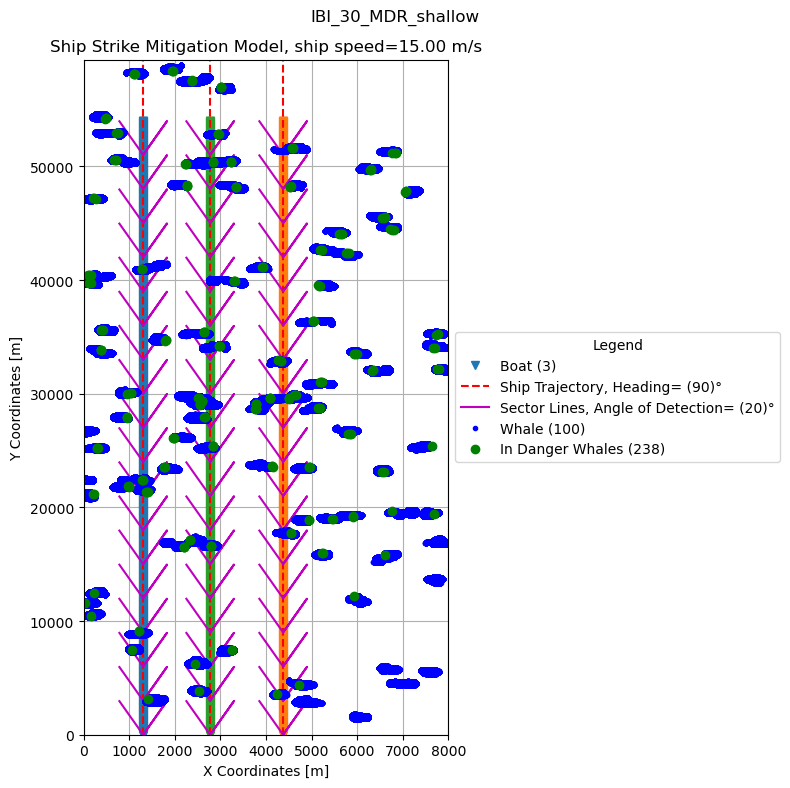 IBI_30_MDR_shallow
Ship Strike Mitigation Model, ship speed=15.00 m/s
50000
40000
30000
20000
10000
0
Y Coordinates [m]
0 1000 2000 3000 4000 5000 6000 7000 8000
X Coordinates [m]
Legend
Boat (3)
Ship Trajectory, Heading= (90)°
Sector Lines, Angle of Detection= (20)°
Whale (100)
In Danger Whales (238)